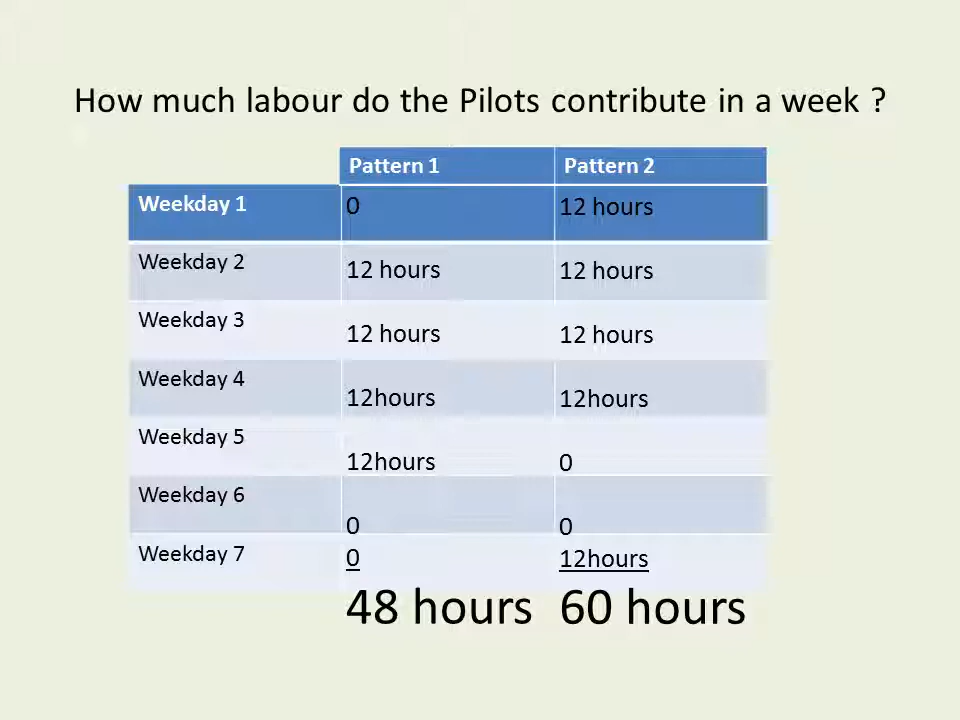 How much labour do the Pilots contribute in a week ?
Pattern 1 Pattern 2
Weekday 1 0 12 hours
Weekday 2 12 hours 12 hours
Weekday 3 12 hours 12 hours
Weekday 4 12hours 12hours
Weekday 5 12hours 0
Weekday 6 0 0
Weekday 7 0 12hours
48 hours 60 hours